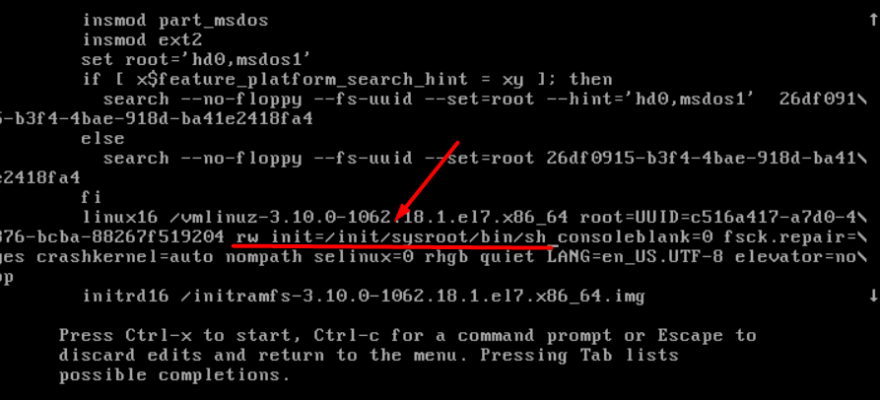 insmod part_msdos
insmod ext2
set root='hd0,msdos1'
if [ x$feature_platform_search_hint = xy ]; then
search --no-floppy --fs-uuid --set=root --hint='hd0,msdos1' 26df091\
5-b3f4-4bae-918d-ba41e2418fa4
else
search --no-floppy --fs-uuid --set=root 26df0915-b3f4-4bae-918d-ba41\
e2418fa4
fi
linux16 /vmlinuz-3.10.0-1062.18.1.el7.x86_64 root=UUID=c516a417-a7d0-4\
876-bcba-88267f519204 rw init=/init/sysroot/bin/sh_consoleblank=0 fsck.repair=\
es crashkernel=auto nompath selinux=0 rhgb quiet LANG=en_US.UTF-8 elevator=no\
op
initrd16 /initramfs-3.10.0-1062.18.1.el7.x86_64.img
Press Ctrl-x to start, Ctrl-c for a command prompt or Escape to
discard edits and return to the menu. Pressing Tab lists
possible completions.